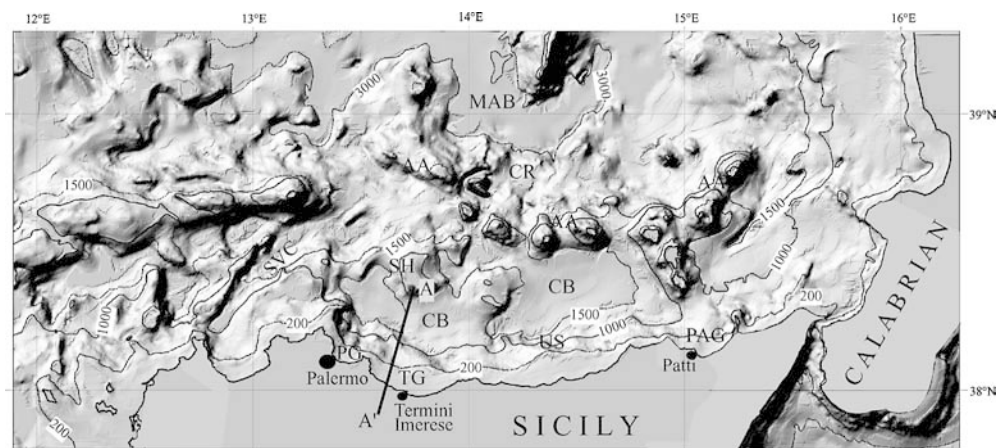 12°E
13°E
14°E
15°E
16°E
3000
MAB
3000
39°N
AA
CR
AA
1500
1500
AA
SVC
1500
SH
1000
A
CB
CB
1500
1000
1000
200
CALABRIAN
200
US
PAG
PG
200
Palermo
TG
Patti
38°N
A'
Termini
Imerese
SICILY
200